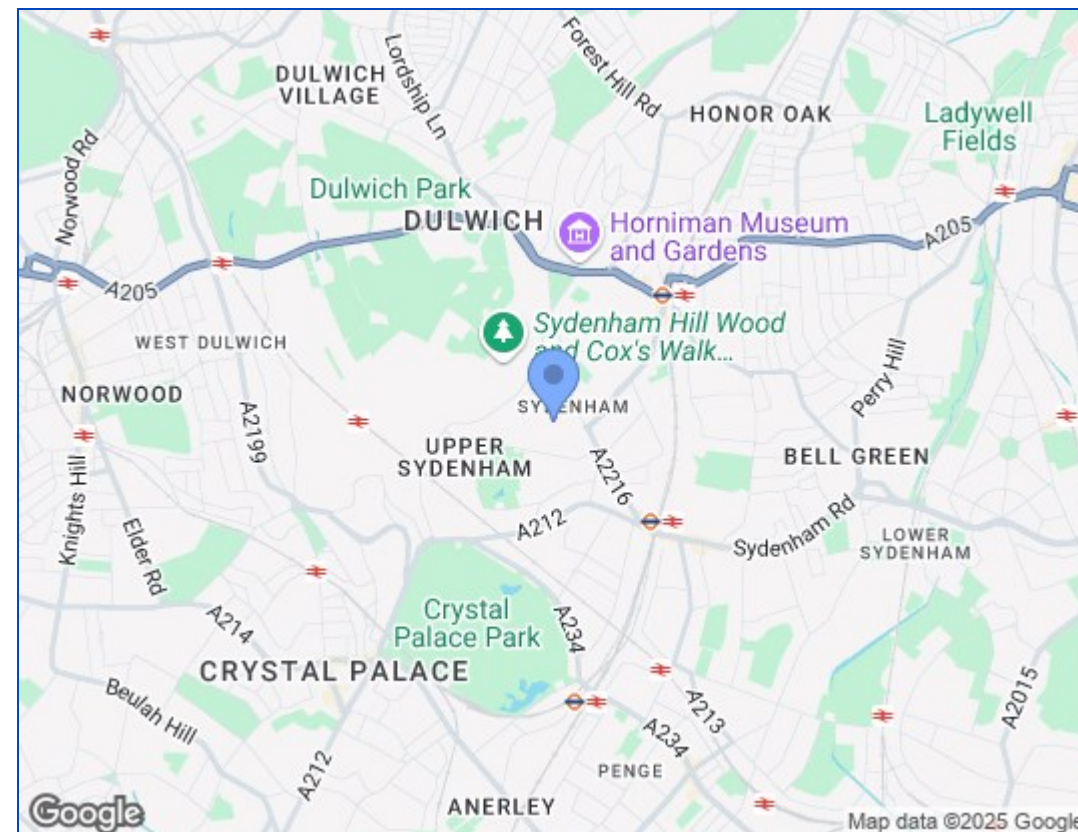 Lordship Ln
Forest Hill Rd
DULWICH
VILLAGE
HONOR OAK
Ladywell
Fields
Norwood Rd
Dulwich Park
DULWICH
Horniman Museum
and Gardens
A205
A205
Sydenham Hill Wood
and Cox's Walk...
WEST DULWICH
NORWOOD
SYDENHAM
Perry Hill
A2199
UPPER
SYDENHAM
A2216
BELL GREEN
Knights Hill
Elder Rd
A212
Sydenham Rd
LOWER
SYDENHAM
A214
Crystal
Palace Park
A234
CRYSTAL PALACE
Beulah Hill
A213
A2015
A234
A212
PENGE
ANERLEY
Google
Map data ©2025 Google